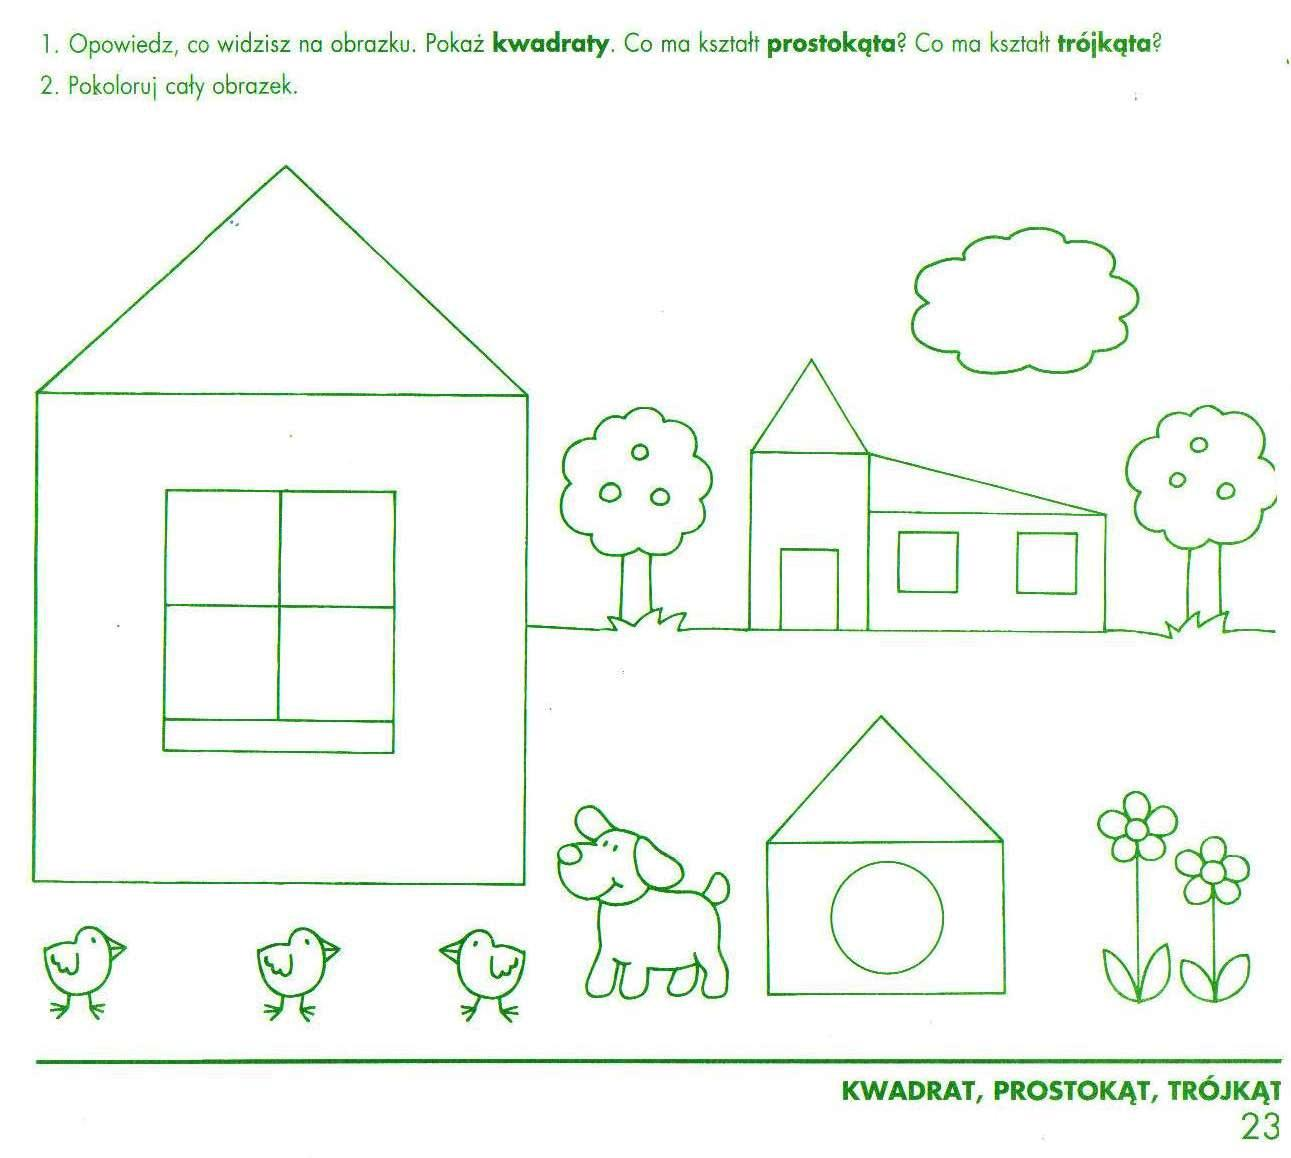 1. Opowiedz, co widzisz na obrazku. Pokaż kwadraty. Co ma kształt prostokąta? Co ma kształt trójkąta?
2. Pokoloruj cały obrazek.
KWADRAT, PROSTOKĄT, TRÓJKĄT
23